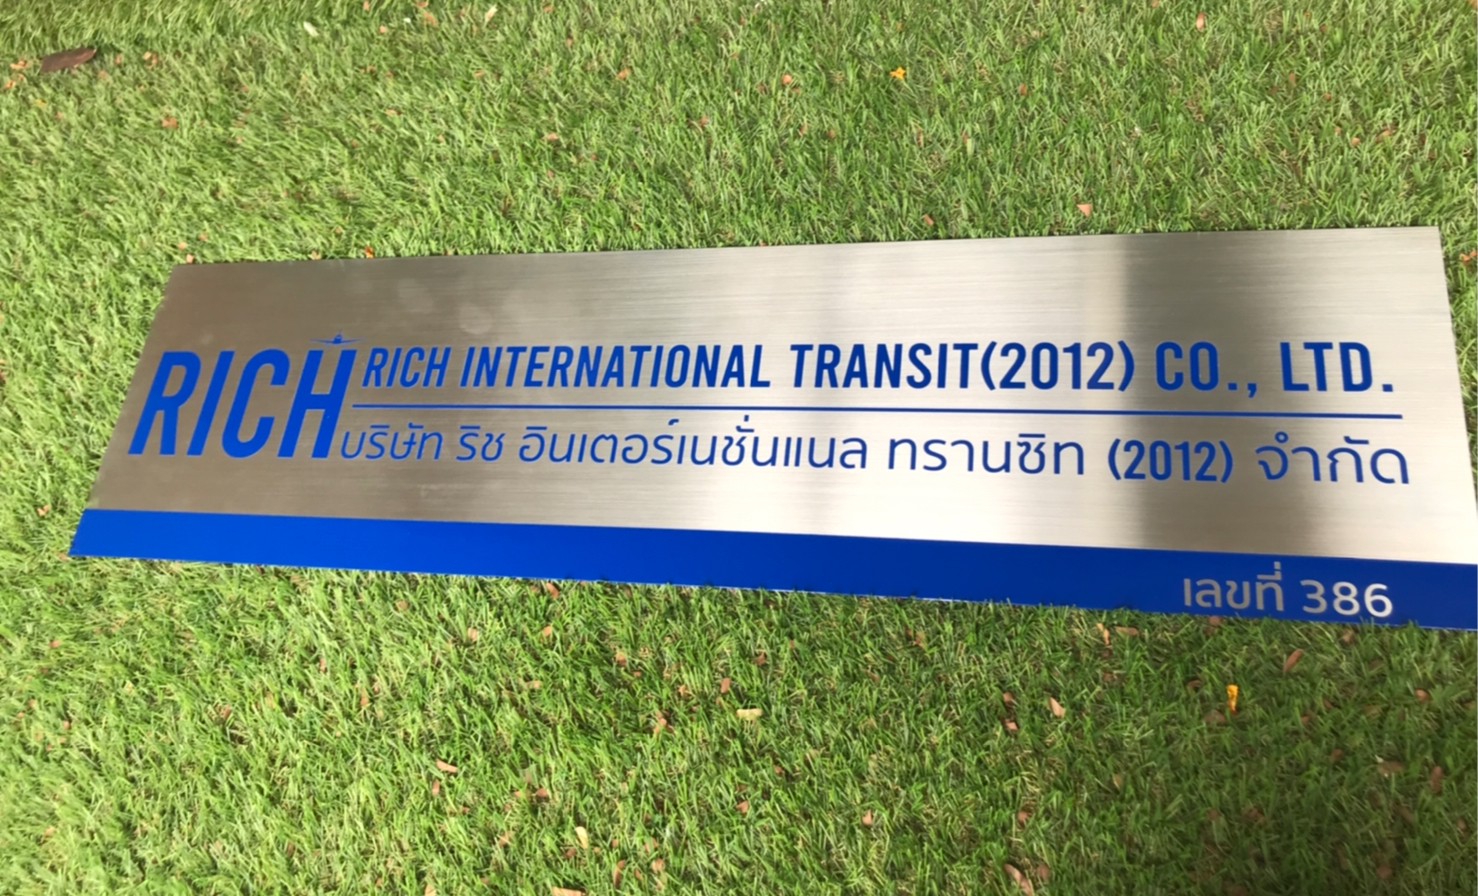 RICH
RICH INTERNATIONAL TRANSIT(2012) CO., LTD.
บริษัท ริช อินเตอร์เนชั่นแนล ทรานซิท (2012) จำกัด
เลขที่ 386